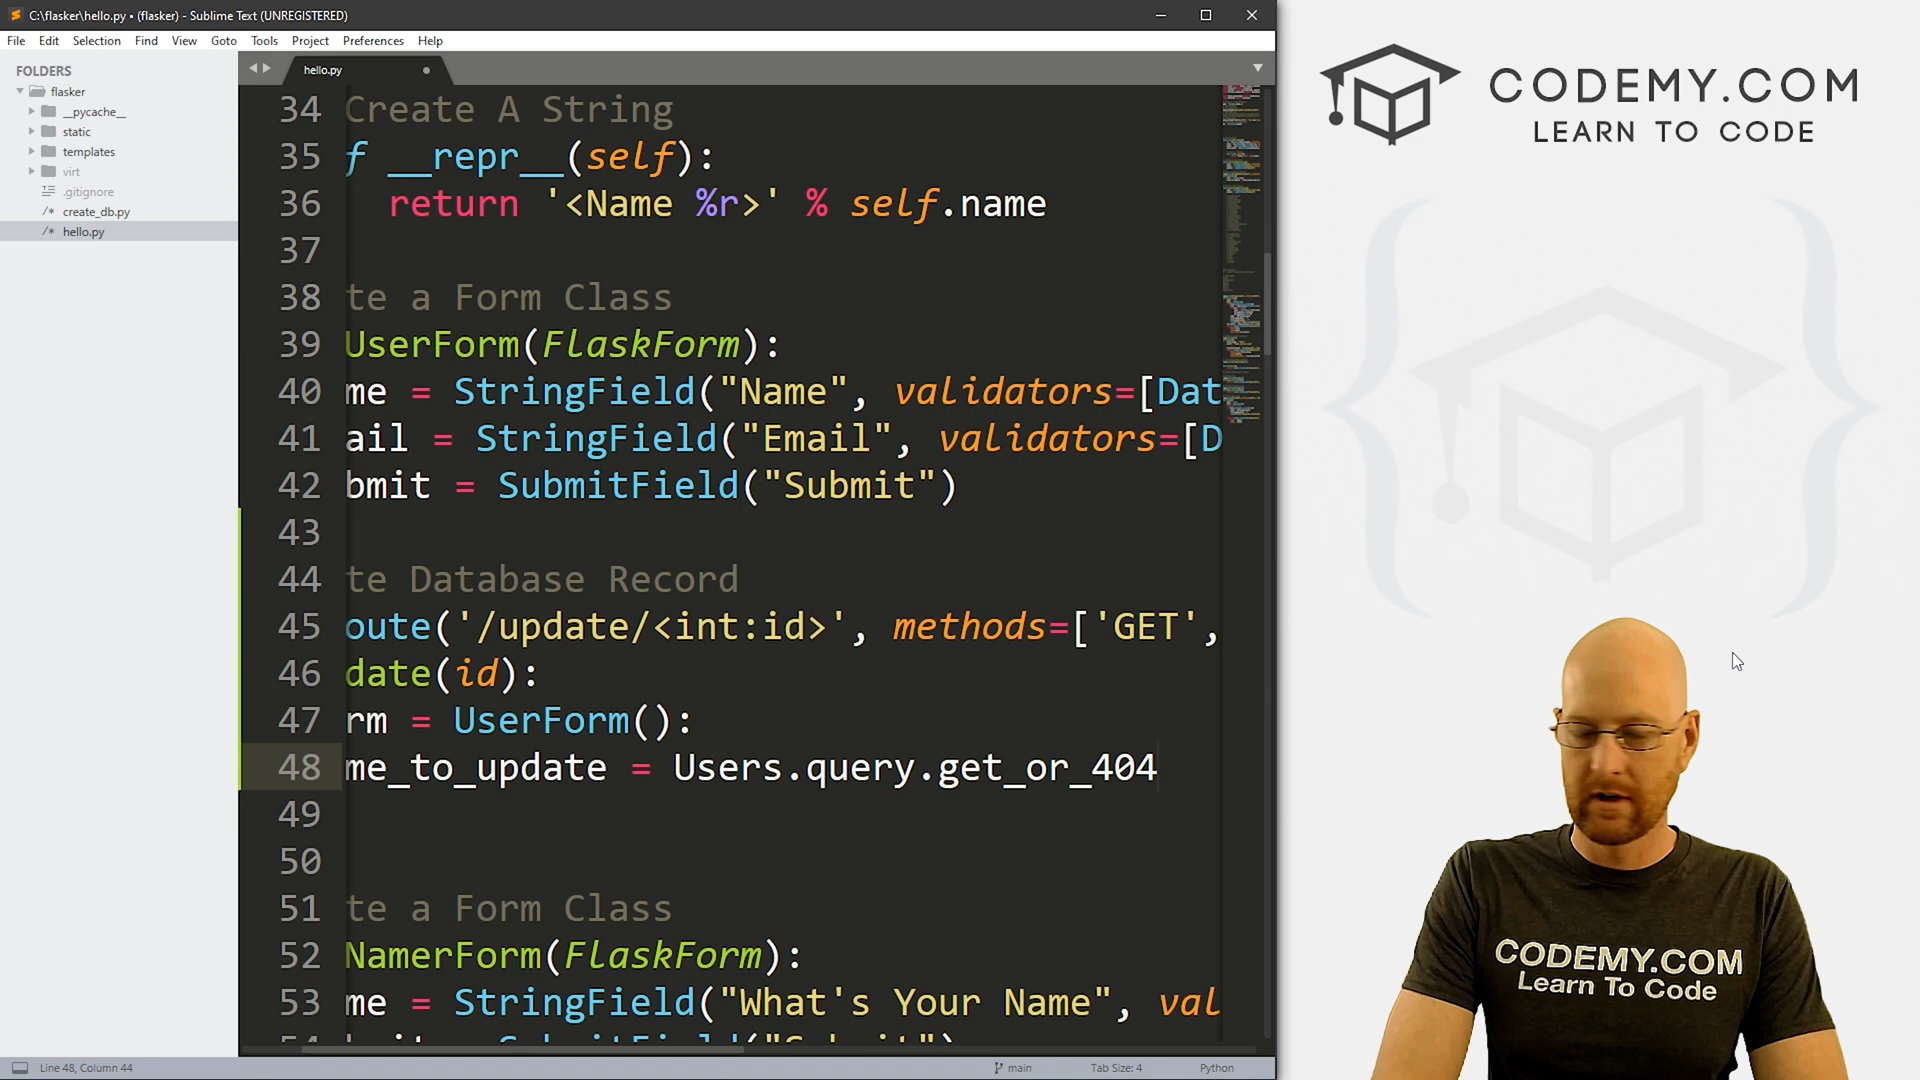 C:\flasker\hello.py • (flasker) - Sublime Text (UNREGISTERED)
File Edit Selection Find View Goto Tools Project Preferences Help
FOLDERS
flasker
__pycache__
static
templates
virt
.gitignore
create_db.py
hello.py
hello.py
34 Create A String
35 f __repr__(self):
36 return '<Name %r>' % self.name
37
38 te a Form Class
39 UserForm(FlaskForm):
40 me = StringField("Name", validators=[Dat
41 ail = StringField("Email", validators=[D
42 bmit = SubmitField("Submit")
43
44 te Database Record
45 oute('/update/<int:id>', methods=['GET',
46 date(id):
47 rm = UserForm():
48 me_to_update = Users.query.get_or_404
49
50
51 te a Form Class
52 NamerForm(FlaskForm):
53 me = StringField("What's Your Name", val
Line 48, Column 44
main
Tab Size: 4
Python
CODEMY.COM
LEARN TO CODE
CODEMY.COM
Learn To Code